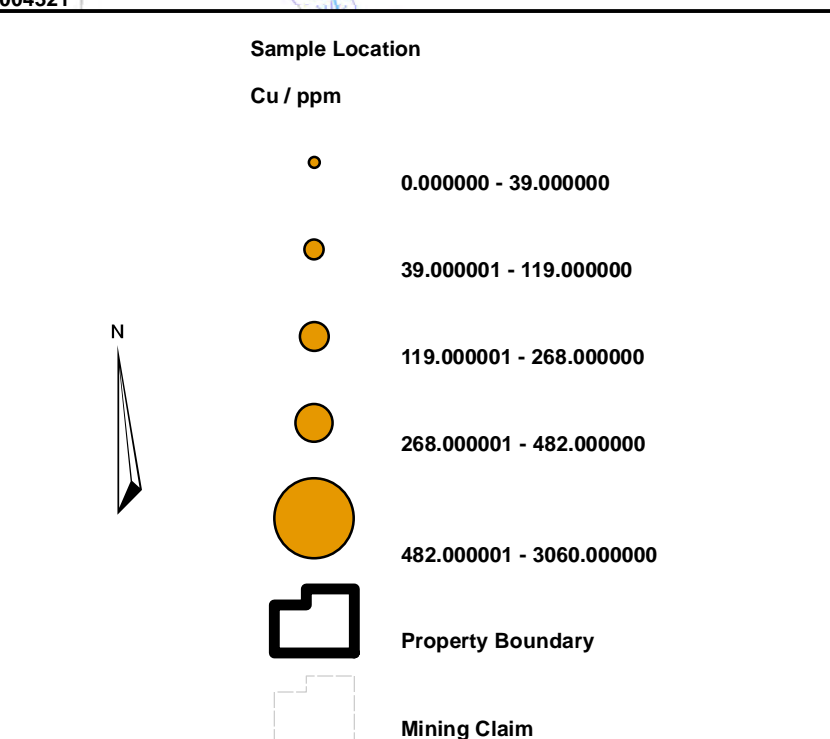 Sample Location
Cu / ppm
0.000000 - 39.000000
39.000001 - 119.000000
N
119.000001 - 268.000000
268.000001 - 482.000000
482.000001 - 3060.000000
Property Boundary
Mining Claim